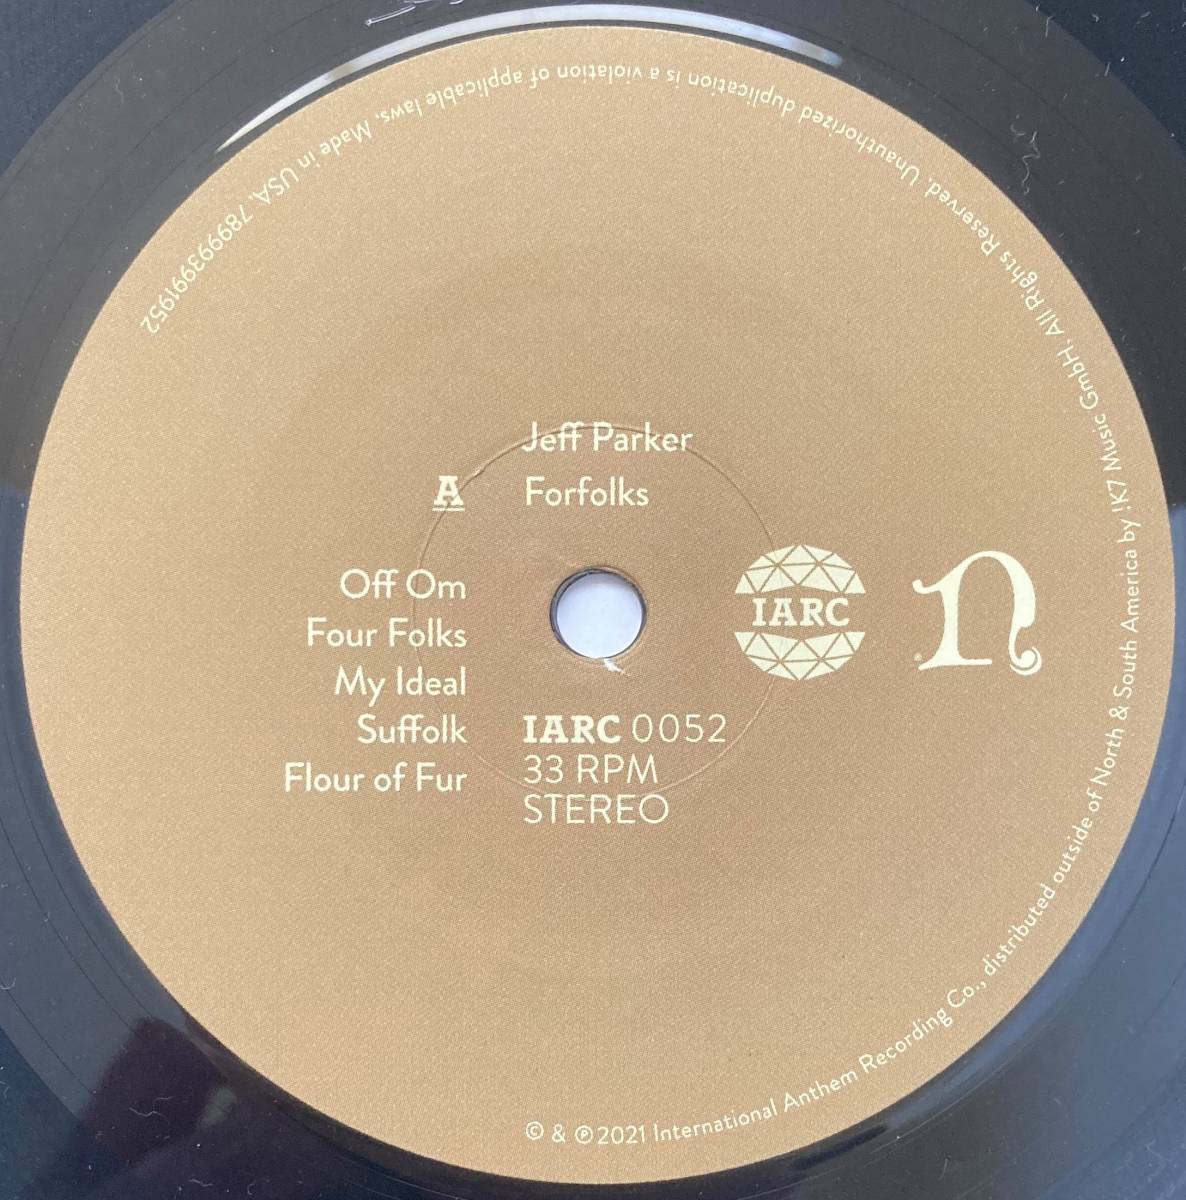 Jeff Parker
A Forfolks
Off Om
Four Folks
My Ideal
Suffolk
Flour of Fur
IARC 0052
33 RPM
STEREO
IARC
n
© & ℗ 2021 International Anthem Recording Co., distributed outside of North & South America by !K7 Music GmbH. All Rights Reserved. Unauthorized duplication is a violation of applicable laws. Made in USA. 789993991952